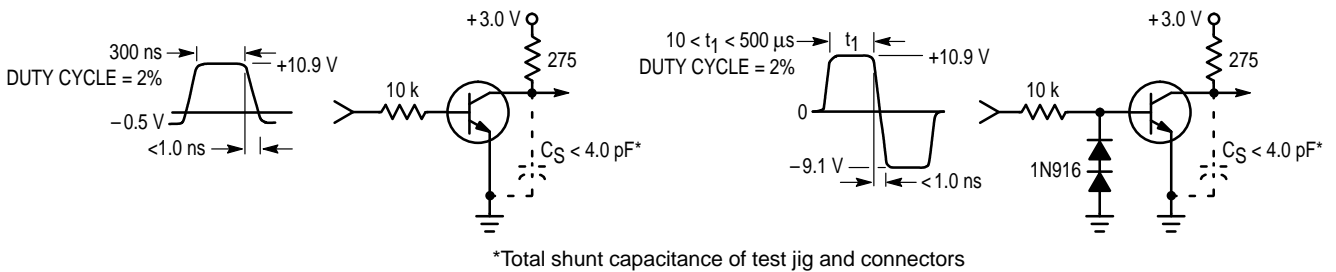 300 ns
DUTY CYCLE = 2%
+10.9 V
−0.5 V
<1.0 ns
10 k
+3.0 V
275
CS < 4.0 pF*
10 < t1 < 500 µs
DUTY CYCLE = 2%
t1
+10.9 V
0
−9.1 V
< 1.0 ns
10 k
1N916
+3.0 V
275
CS < 4.0 pF*
*Total shunt capacitance of test jig and connectors